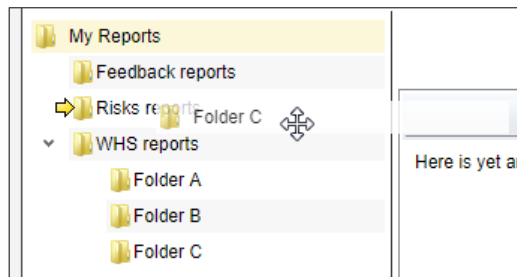 My Reports
Feedback reports
Risks reports
Folder C
WHS reports
Here is yet a
Folder A
Folder B
Folder C